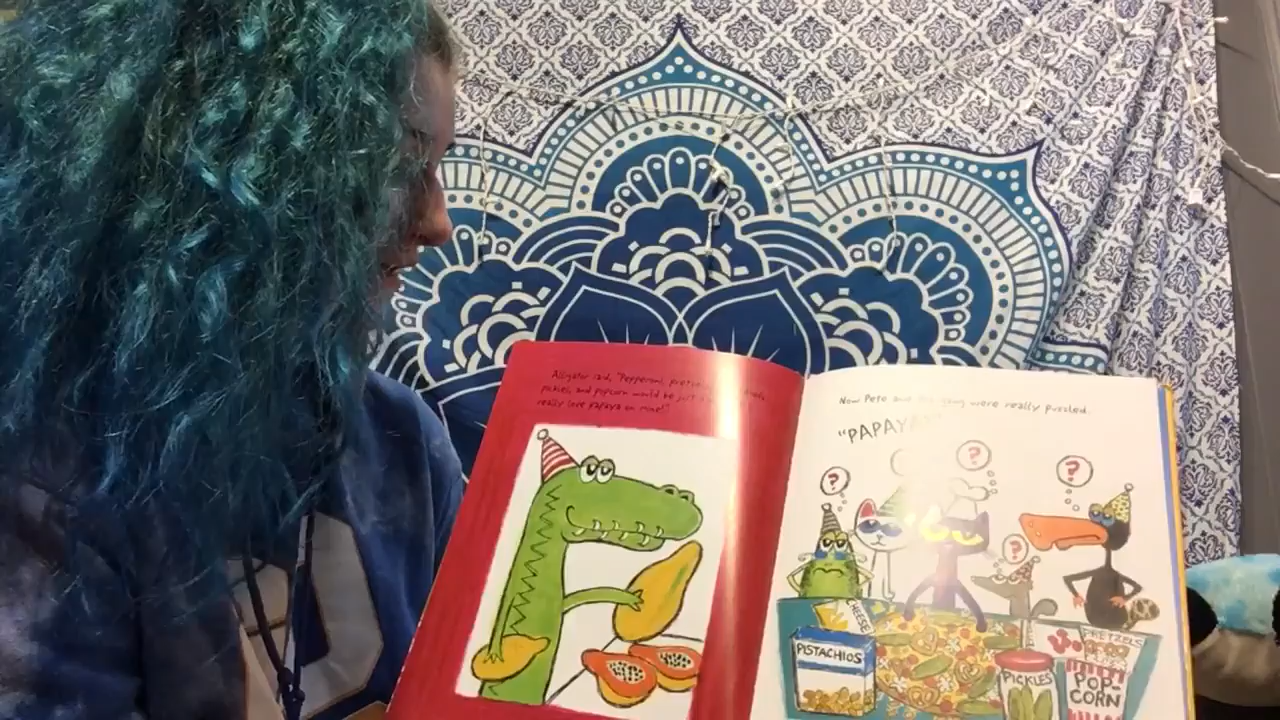 Alligator said, "Pepperoni,
pickles, and popcorn would be just
really love papaya on mine!"
Now Pete and the gang were really puzzled.
"PAPAYA
?
?
?
?
CHEESE
PISTACHIOS
PICKLES
PRETZELS
POP-
CORN